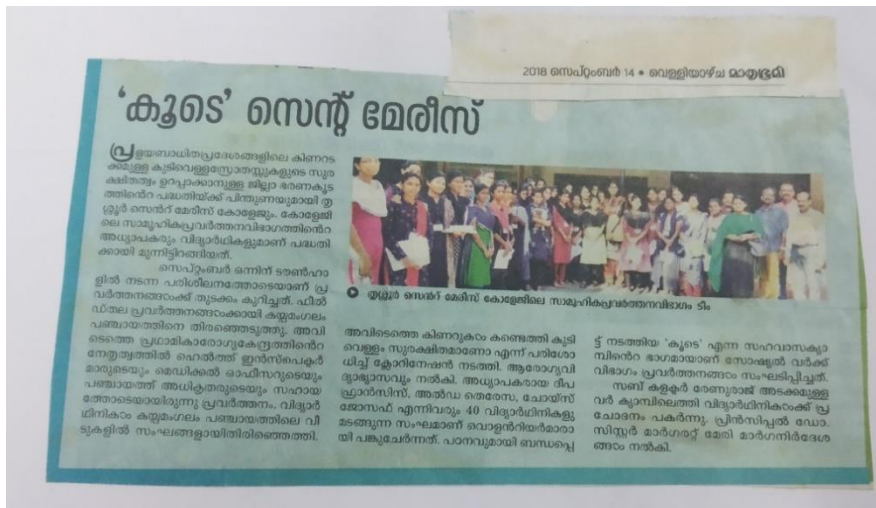 2018 സെപ്റ്റംബർ 14 • വെള്ളിയാഴ്ച മാതൃഭൂമി
‘കൂടെ’ സെന്റ് മേരീസ്
പ്രളയബാധിതപ്രദേശങ്ങളിലെ കിണറട
ക്കമുള്ള കുടിവെള്ളസ്രോതസ്സുകളുടെ സുര
ക്ഷിതത്വം ഉറപ്പാക്കാനുള്ള ജില്ലാ ഭരണകൂട
ത്തിന്റെ പദ്ധതിയ്ക്ക് പിന്തുണയുമായി തൃ
ശ്ശൂർ സെന്റ് മേരിസ് കോളേജും. കോളേജി
ലെ സാമൂഹികപ്രവർത്തനവിഭാഗത്തിന്റെ
അധ്യാപകരും വിദ്യാർഥികളുമാണ് പദ്ധതി
ക്കായി മുന്നിട്ടിറങ്ങിയത്.
സെപ്റ്റംബർ ഒന്നിന് ടൗൺഹാ
ളിൽ നടന്ന പരിശീലനത്തോടെയാണ് പ്ര
വർത്തനങ്ങൾക്ക് തുടക്കം കുറിച്ചത്. ഫീൽ
ഡ്തല പ്രവർത്തനങ്ങൾക്കായി കയ്പമംഗലം
പഞ്ചായത്തിനെ തിരഞ്ഞെടുത്തു. അവി
ടെത്തെ പ്രഥാമികാരോഗ്യകേന്ദ്രത്തിന്റെ
നേതൃത്വത്തിൽ ഹെൽത്ത് ഇൻസ്പെക്ടർ
മാരുടെയും മെഡിക്കൽ ഓഫീസറുടെയും
പഞ്ചായത്ത് അധികൃതരുടെയും സഹായ
ത്തോടെയായിരുന്നു പ്രവർത്തനം. വിദ്യാർ
ഥിനികൾ കയ്പമംഗലം പഞ്ചായത്തിലെ വീ
ടുകളിൽ സംഘങ്ങളായിതിരിഞ്ഞെത്തി.
തൃശ്ശൂർ സെന്റ് മേരീസ് കോളേജിലെ സാമൂഹികപ്രവർത്തനവിഭാഗം ടീം
അവിടെത്തെ കിണറുകൾ കണ്ടെത്തി കുടി
വെള്ളം സുരക്ഷിതമാണോ എന്ന് പരിശോ
ധിച്ച് ക്ലോറിനേഷൻ നടത്തി. ആരോഗ്യവി
ദ്യാഭ്യാസവും നൽകി. അധ്യാപകരായ ദീപ
ഫ്രാൻസിസ്, അൽഡ തെരേസ, ചോയ്സ്
ജോസഫ് എന്നിവരും 40 വിദ്യാർഥിനികളു
മടങ്ങുന്ന സംഘമാണ് വൊളന്റിയർമാരാ
യി പങ്കുചേർന്നത്. പഠനവുമായി ബന്ധപ്പെ
ട്ട് നടത്തിയ ‘കൂടെ’ എന്ന സഹവാസക്യാ
മ്പിന്റെ ഭാഗമായാണ് സോഷ്യൽ വർക്ക്
വിഭാഗം പ്രവർത്തനങ്ങൾ സംഘടിപ്പിച്ചത്.
സബ് കളക്ടർ രേണുരാജ് അടക്കമുള്ള
വർ ക്യാമ്പിലെത്തി വിദ്യാർഥിനികൾക്ക് പ്ര
ചോദനം പകർന്നു. പ്രിൻസിപ്പൽ ഡോ.
സിസ്റ്റർ മാർഗരറ്റ് മേരി മാർഗനിർദേശ
ങ്ങൾ നൽകി.